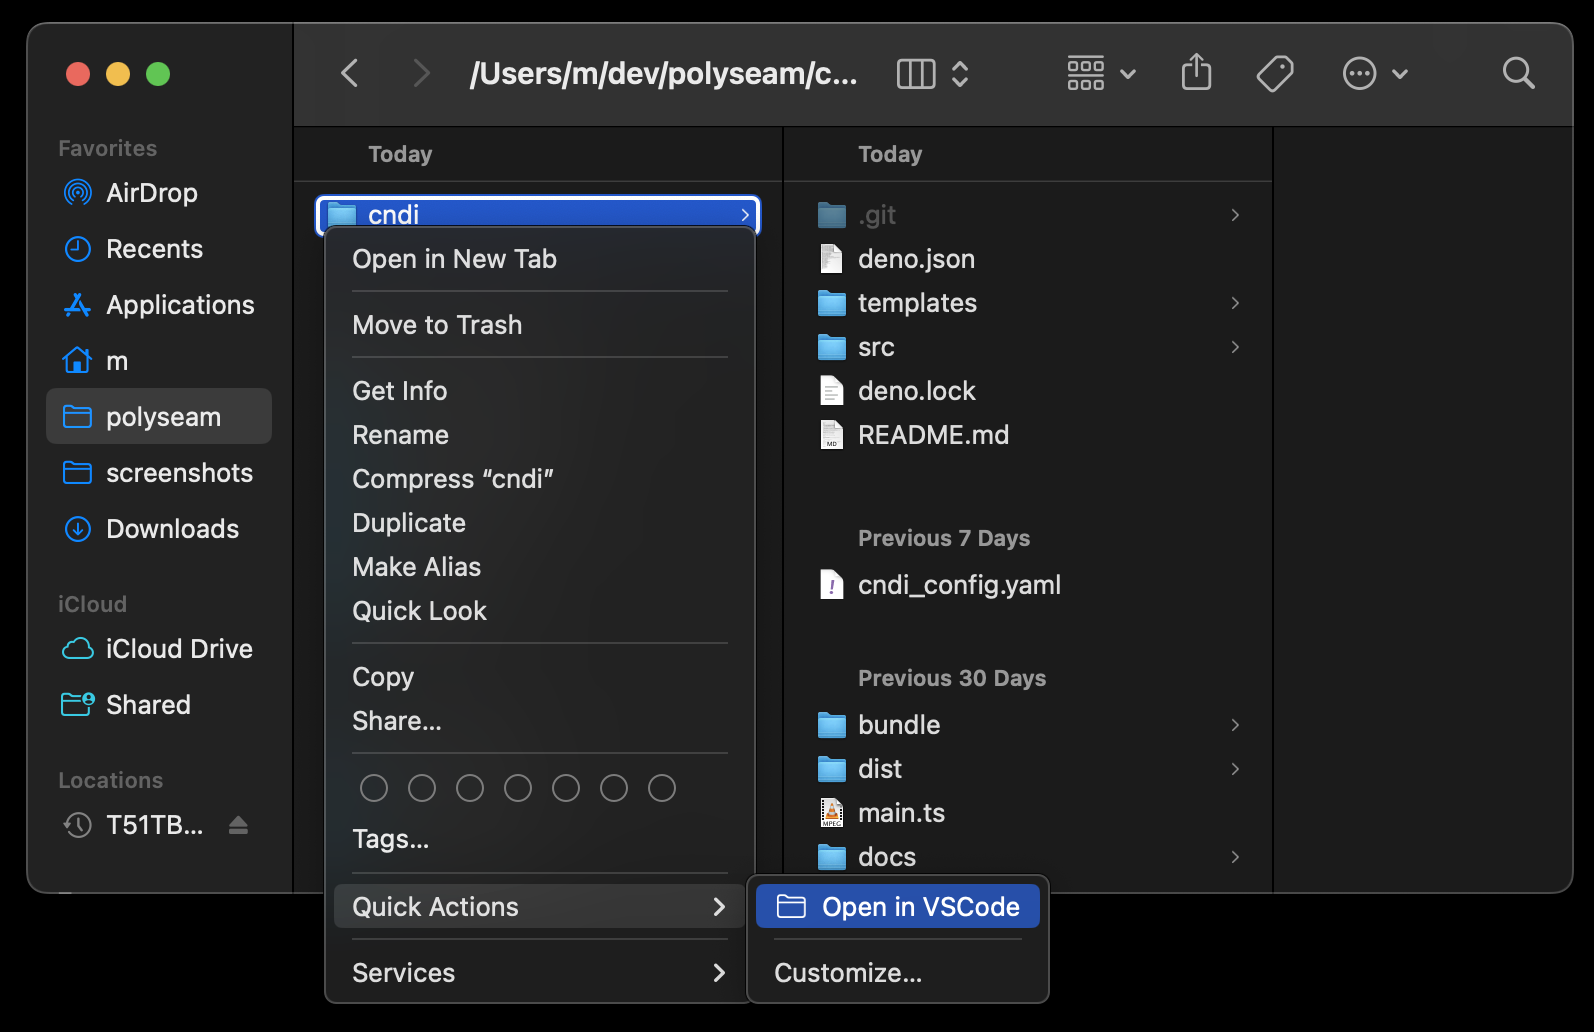 /Users/m/dev/polyseam/c...
Favorites
AirDrop
Recents
Applications
m
polyseam
screenshots
Downloads
iCloud
iCloud Drive
Shared
Locations
T51TB...
Today
cndi
Open in New Tab
Move to Trash
Get Info
Rename
Compress “cndi”
Duplicate
Make Alias
Quick Look
Copy
Share...
Tags...
Quick Actions
Services
Open in VSCode
Customize...
Today
.git
deno.json
templates
src
deno.lock
MD
README.md
Previous 7 Days
!
cndi_config.yaml
Previous 30 Days
bundle
dist
MPEG
main.ts
docs